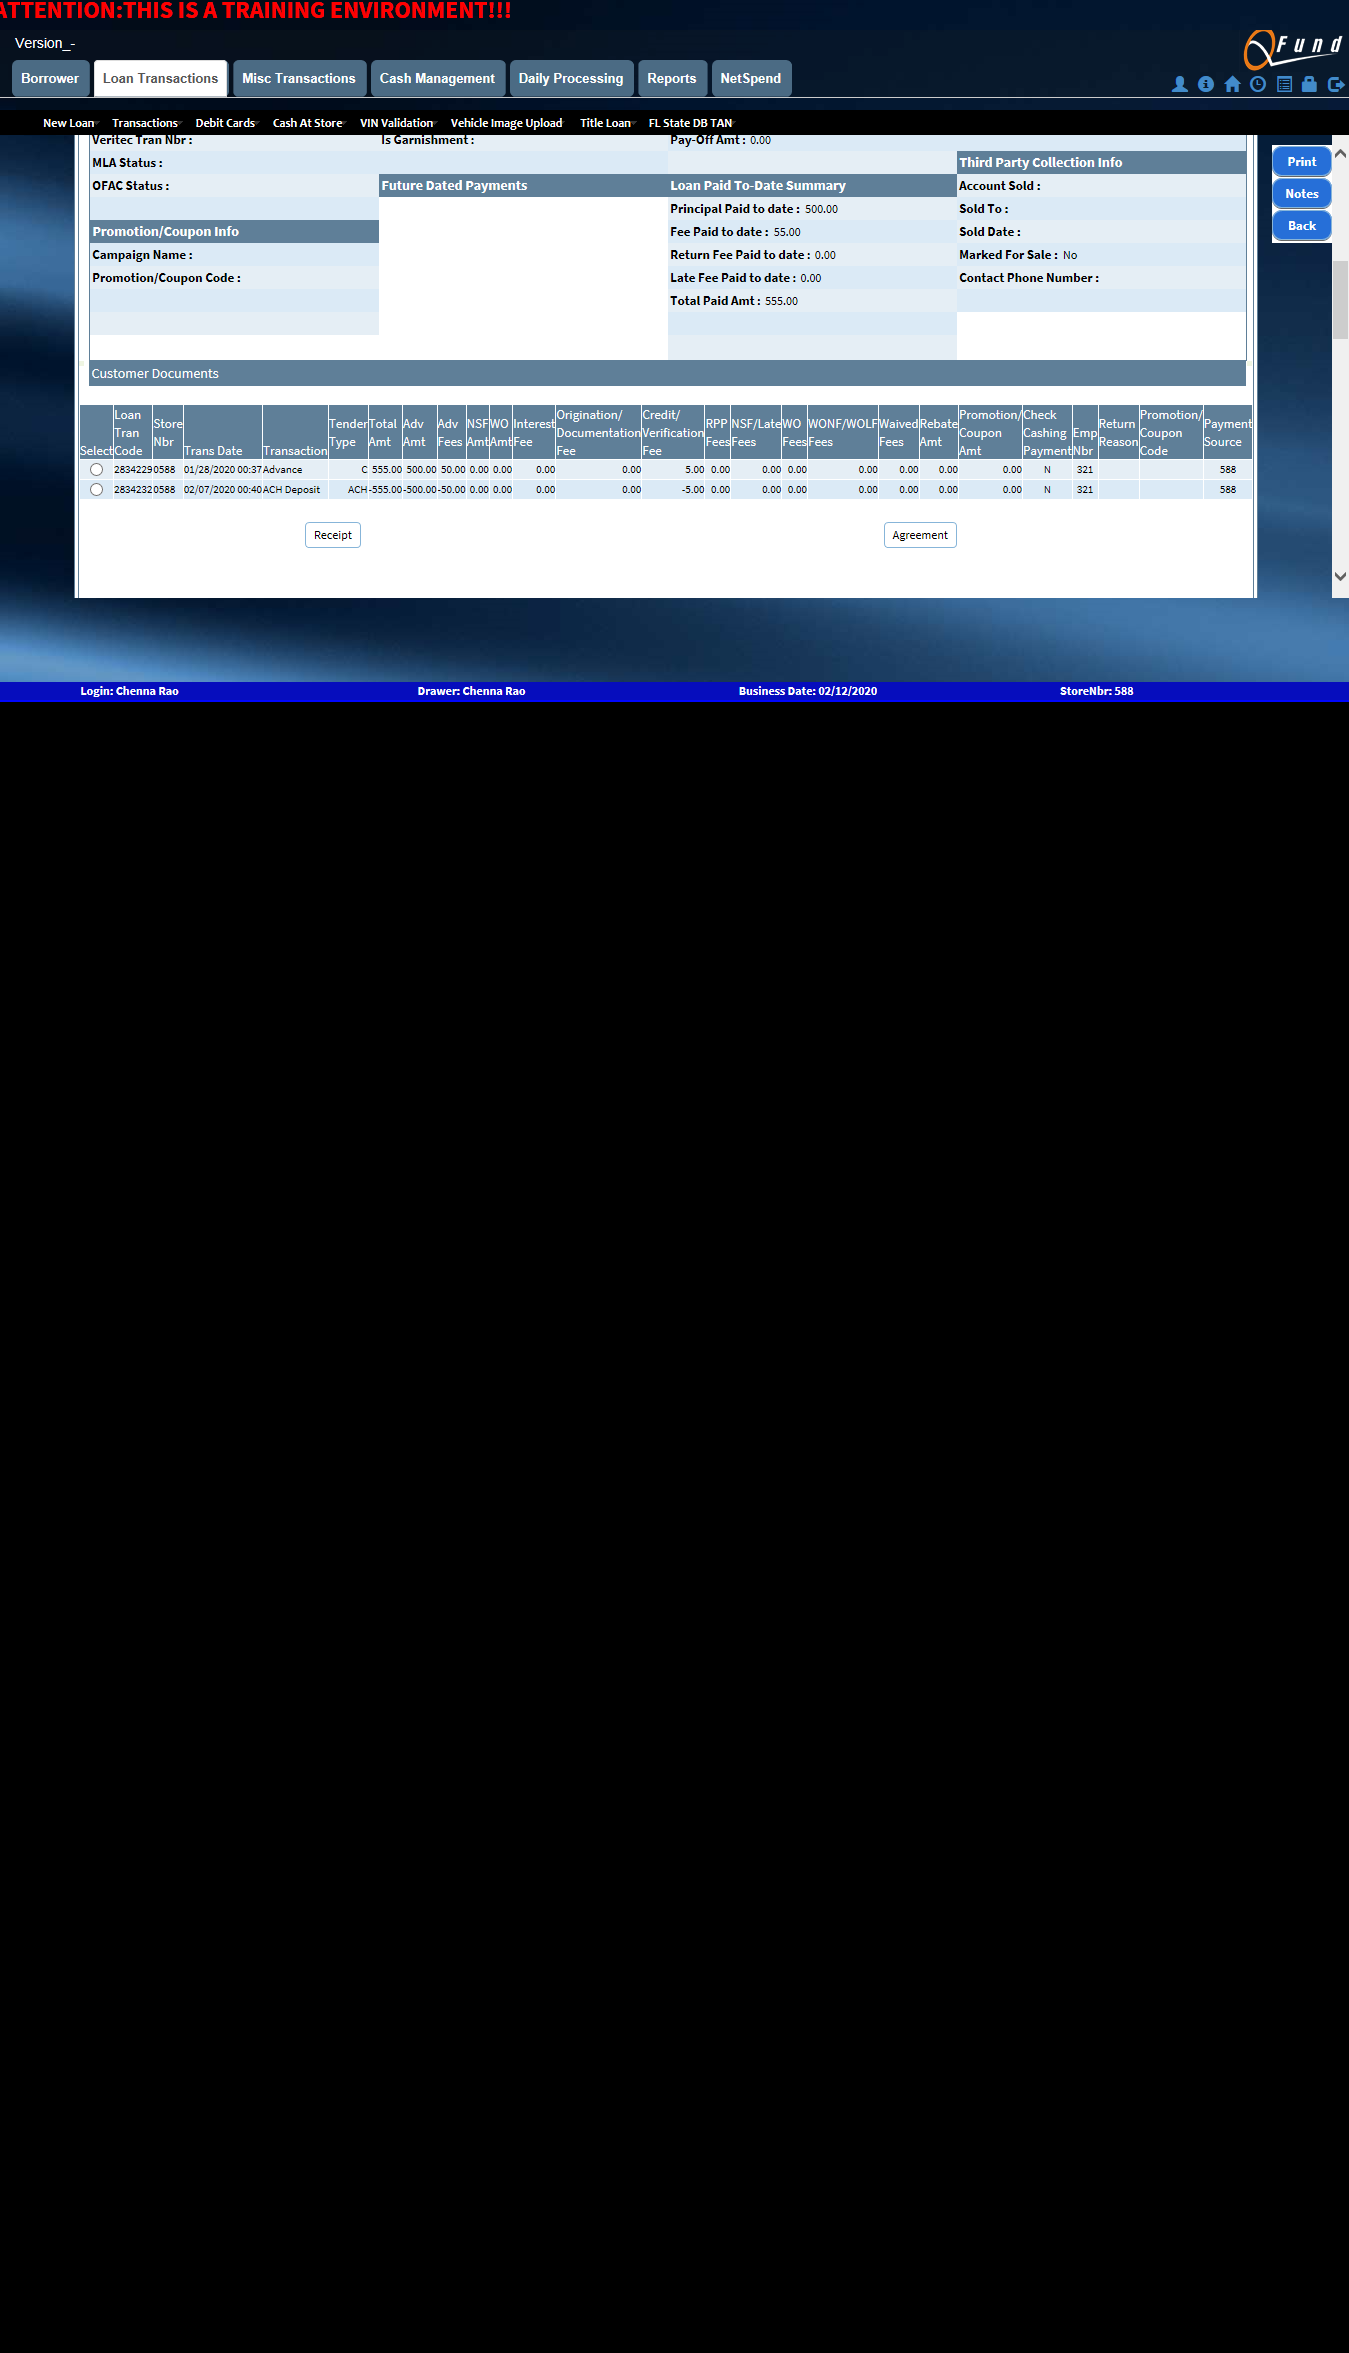 ATTENTION:THIS IS A TRAINING ENVIRONMENT!!!
Version_-
QFund
Borrower Loan Transactions Misc Transactions Cash Management Daily Processing Reports NetSpend
New Loan Transactions Debit Cards Cash At Store VIN Validation Vehicle Image Upload Title Loan FL State DB TAN
Veritec Tran Nbr : Is Garnishment : Pay-Off Amt : 0.00
MLA Status : Third Party Collection Info
OFAC Status : Future Dated Payments Loan Paid To-Date Summary Account Sold :
Principal Paid to date : 500.00 Sold To :
Promotion/Coupon Info Fee Paid to date : 55.00 Sold Date :
Campaign Name : Return Fee Paid to date : 0.00 Marked For Sale : No
Promotion/Coupon Code : Late Fee Paid to date : 0.00 Contact Phone Number :
Total Paid Amt : 555.00
Print
Notes
Back
Customer Documents
Select Loan Tran Code Store Nbr Trans Date Transaction Tender Type Total Amt Adv Amt Adv Fees NSF Amt WO Amt Interest Fee Origination/ Documentation Fee Credit/ Verification Fee RPP Fees NSF/Late Fees WO Fees WONF/WOLF Fees Waived Fees Rebate Amt Promotion/ Coupon Amt Check Cashing Payment Emp Nbr Return Reason Promotion/ Coupon Code Payment Source
2834229 0588 01/28/2020 00:37 Advance C 555.00 500.00 50.00 0.00 0.00 0.00 0.00 5.00 0.00 0.00 0.00 0.00 0.00 0.00 0.00 N 321 588
2834232 0588 02/07/2020 00:40 ACH Deposit ACH -555.00 -500.00 -50.00 0.00 0.00 0.00 0.00 -5.00 0.00 0.00 0.00 0.00 0.00 0.00 0.00 N 321 588
Receipt Agreement
Login: Chenna Rao Drawer: Chenna Rao Business Date: 02/12/2020 StoreNbr: 588